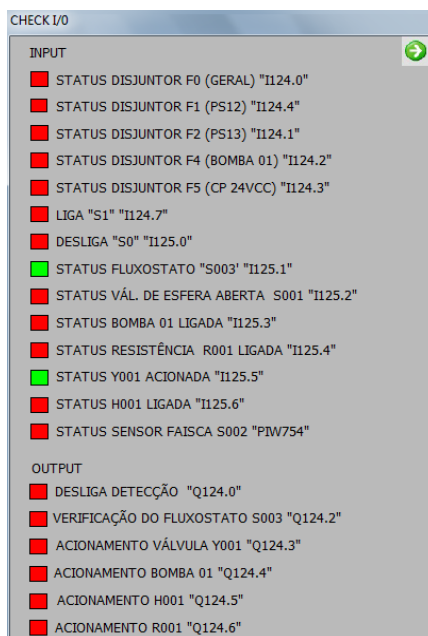 CHECK I/0
INPUT
STATUS DISJUNTOR F0 (GERAL) "I124.0"
STATUS DISJUNTOR F1 (PS12) "I124.4"
STATUS DISJUNTOR F2 (PS13) "I124.1"
STATUS DISJUNTOR F4 (BOMBA 01) "I124.2"
STATUS DISJUNTOR F5 (CP 24VCC) "I124.3"
LIGA "S1" "I124.7"
DESLIGA "S0" "I125.0"
STATUS FLUXOSTATO "S003' "I125.1"
STATUS VÁL. DE ESFERA ABERTA S001 "I125.2"
STATUS BOMBA 01 LIGADA "I125.3"
STATUS RESISTÊNCIA R001 LIGADA "I125.4"
STATUS Y001 ACIONADA "I125.5"
STATUS H001 LIGADA "I125.6"
STATUS SENSOR FAISCA S002 "PIW754"
OUTPUT
DESLIGA DETECÇÃO "Q124.0"
VERIFICAÇÃO DO FLUXOSTATO S003 "Q124.2"
ACIONAMENTO VÁLVULA Y001 "Q124.3"
ACIONAMENTO BOMBA 01 "Q124.4"
ACIONAMENTO H001 "Q124.5"
ACIONAMENTO R001 "Q124.6"